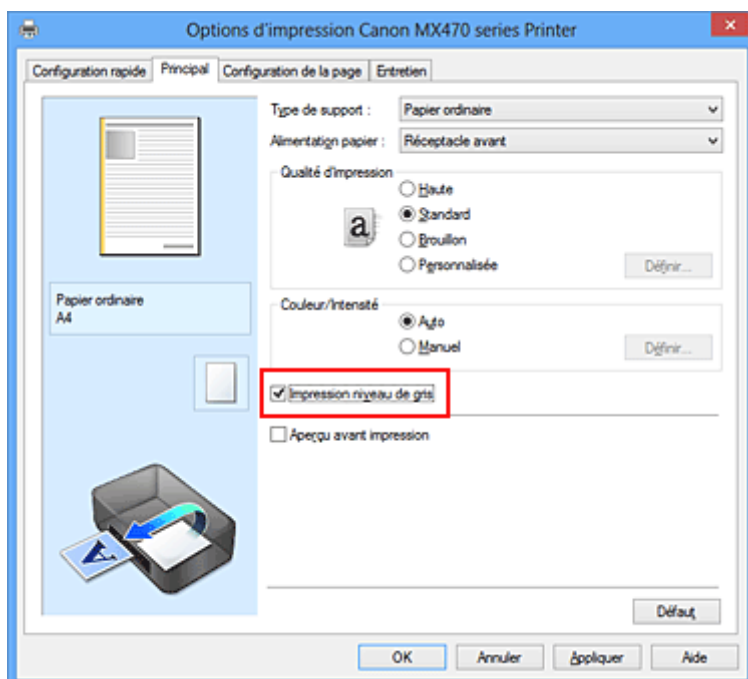 Options d'impression Canon MX470 series Printer
Configuration rapide Principal Configuration de la page Entretien
Type de support : Papier ordinaire
Alimentation papier : Réceptacle avant
Qualité d'impression
Haute
Standard
a
Brouillon
Personnalisée Définir...
Papier ordinaire
A4
Couleur/Intensité
Auto
Manuel Définir...
Impression niveau de gris
Aperçu avant impression
A
Défaut
OK Annuler Appliquer Aide